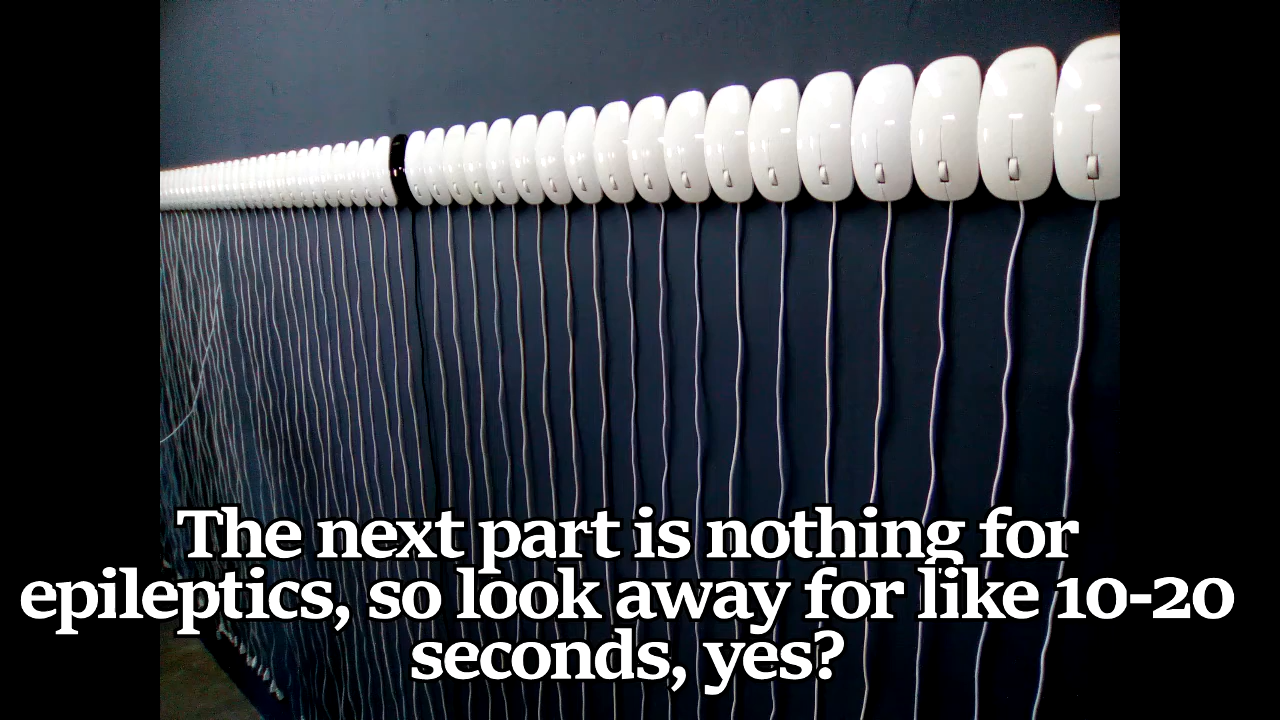 The next part is nothing for
epileptics, so look away for like 10-20
seconds, yes?